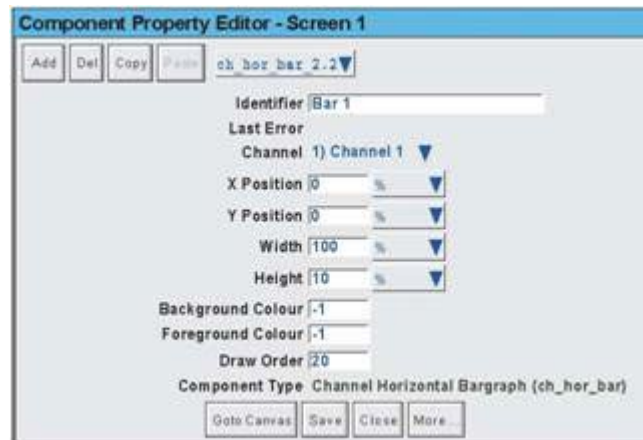 Component Property Editor - Screen 1
Add Del Copy Paste ch_hor_bar_2.2
Identifier Bar 1
Last Error
Channel 1) Channel 1
X Position 0 %
Y Position 0 %
Width 100 %
Height 10 %
Background Colour -1
Foreground Colour -1
Draw Order 20
Component Type Channel Horizontal Bargraph (ch_hor_bar)
Goto Canvas Save Close More...